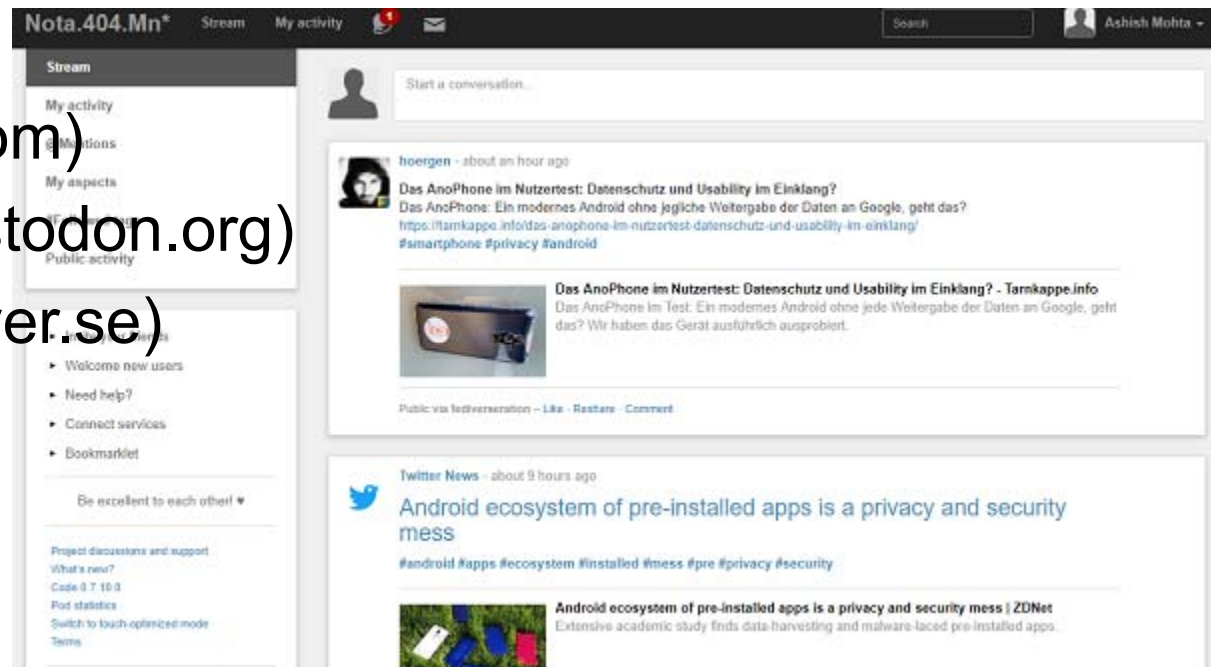 Nota.404.Mn* Stream My activity 1 Search Ashish Mohta
Stream
My activity
om)
My aspects
todon.org)
Public activity
er.se)
Welcome new users
Need help?
Connect services
Bookmarklet
Be excellent to each other! ♥
Project discussions and support
What's new?
Code 0.7.10.0
Pod statistics
Switch to touch-optimized mode
Terms
Start a conversation...
hoergen - about an hour ago
Das AnoPhone im Nutzertest: Datenschutz und Usability im Einklang?
Das AnoPhone: Ein modernes Android ohne jegliche Weitergabe der Daten an Google, geht das?
https://tarnkappe.info/das-anophone-im-nutzertest-datenschutz-und-usability-im-einklang/
#smartphone #privacy #android
Das AnoPhone im Nutzertest: Datenschutz und Usability im Einklang? - Tarnkappe.info
Das AnoPhone im Test: Ein modernes Android ohne jede Weitergabe der Daten an Google, geht
das? Wir haben das Gerät ausführlich ausprobiert.
Public via fediverseration – Like · Reshare · Comment
Twitter News - about 9 hours ago
Android ecosystem of pre-installed apps is a privacy and security
mess
#android #apps #ecosystem #installed #mess #pre #privacy #security
Android ecosystem of pre-installed apps is a privacy and security mess | ZDNet
Extensive academic study finds data-harvesting and malware-laced pre-installed apps.